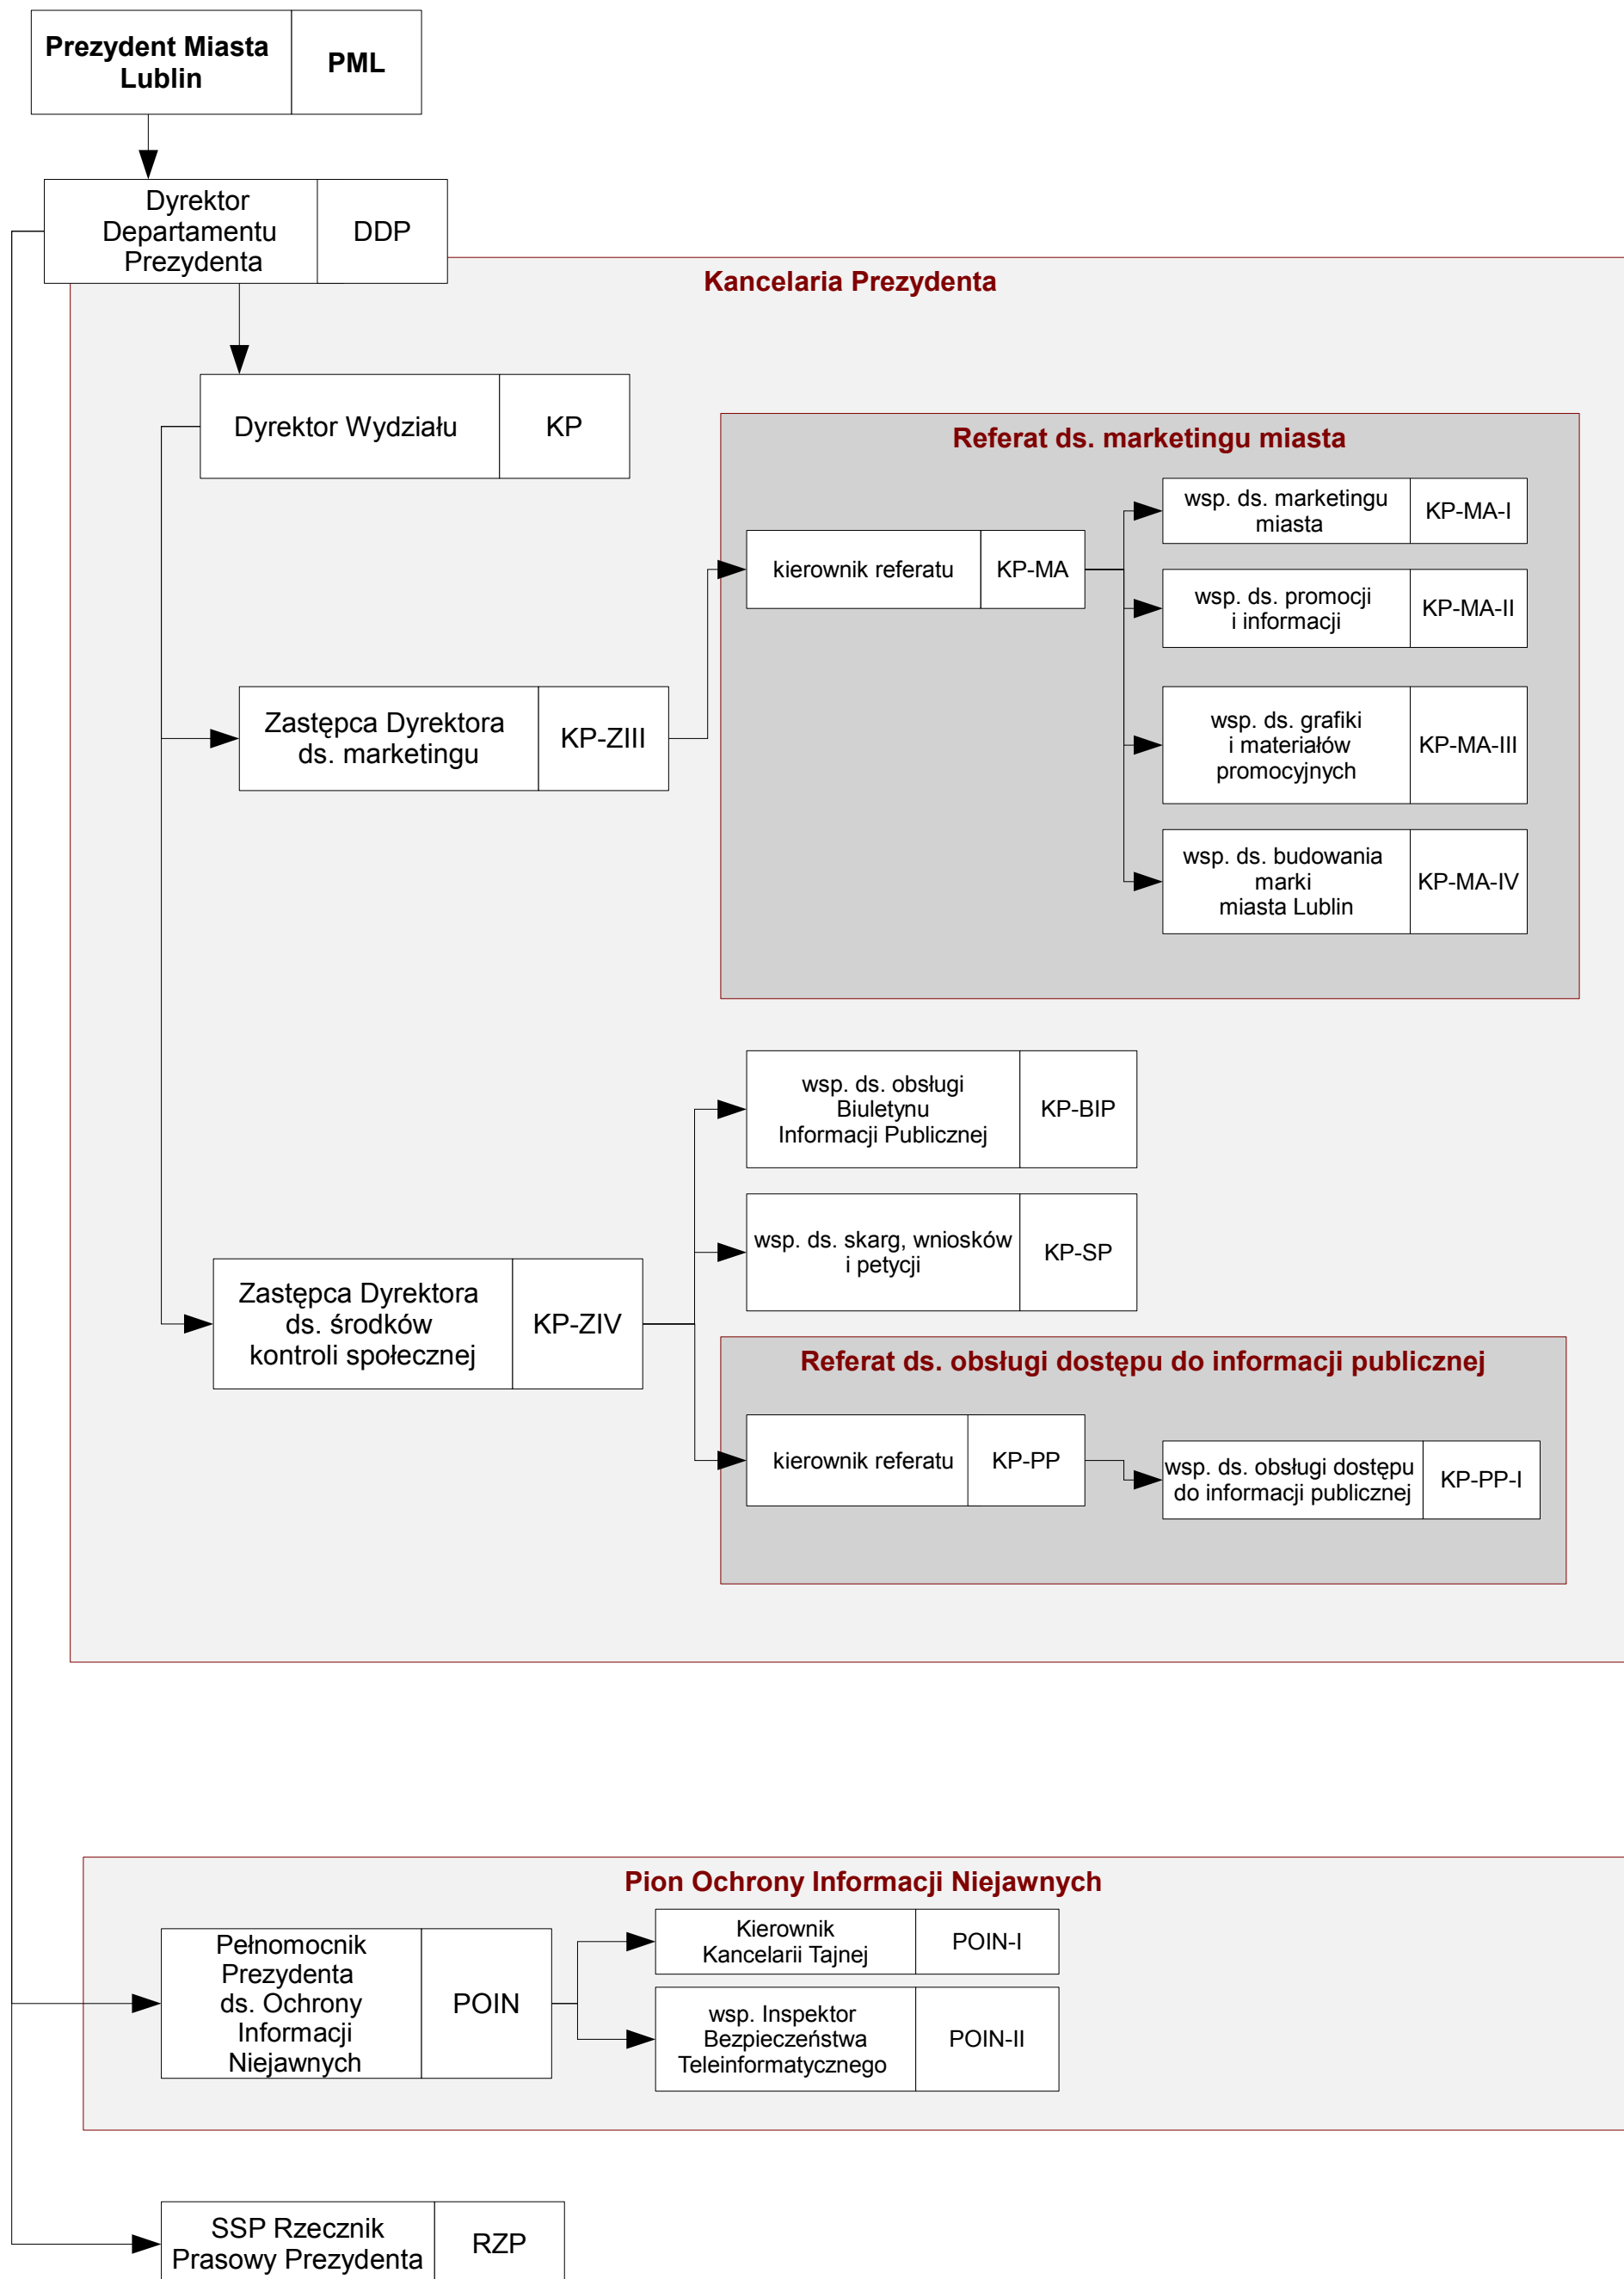 Prezydent Miasta
Lublin
PML
Dyrektor
Departamentu
Prezydenta
DDP
Kancelaria Prezydenta
Dyrektor Wydziału
KP
Referat ds. marketingu miasta
kierownik referatu
KP-MA
wsp. ds. marketingu
miasta
KP-MA-I
wsp. ds. promocji
i informacji
KP-MA-II
wsp. ds. grafiki
i materiałów
promocyjnych
KP-MA-III
wsp. ds. budowania
marki
miasta Lublin
KP-MA-IV
Zastępca Dyrektora
ds. marketingu
KP-ZIII
wsp. ds. obsługi
Biuletynu
Informacji Publicznej
KP-BIP
wsp. ds. skarg, wniosków
i petycji
KP-SP
Zastępca Dyrektora
ds. środków
kontroli społecznej
KP-ZIV
Referat ds. obsługi dostępu do informacji publicznej
kierownik referatu
KP-PP
wsp. ds. obsługi dostępu
do informacji publicznej
KP-PP-I
Pion Ochrony Informacji Niejawnych
Pełnomocnik
Prezydenta
ds. Ochrony
Informacji
Niejawnych
POIN
Kierownik
Kancelarii Tajnej
POIN-I
wsp. Inspektor
Bezpieczeństwa
Teleinformatycznego
POIN-II
SSP Rzecznik
Prasowy Prezydenta
RZP